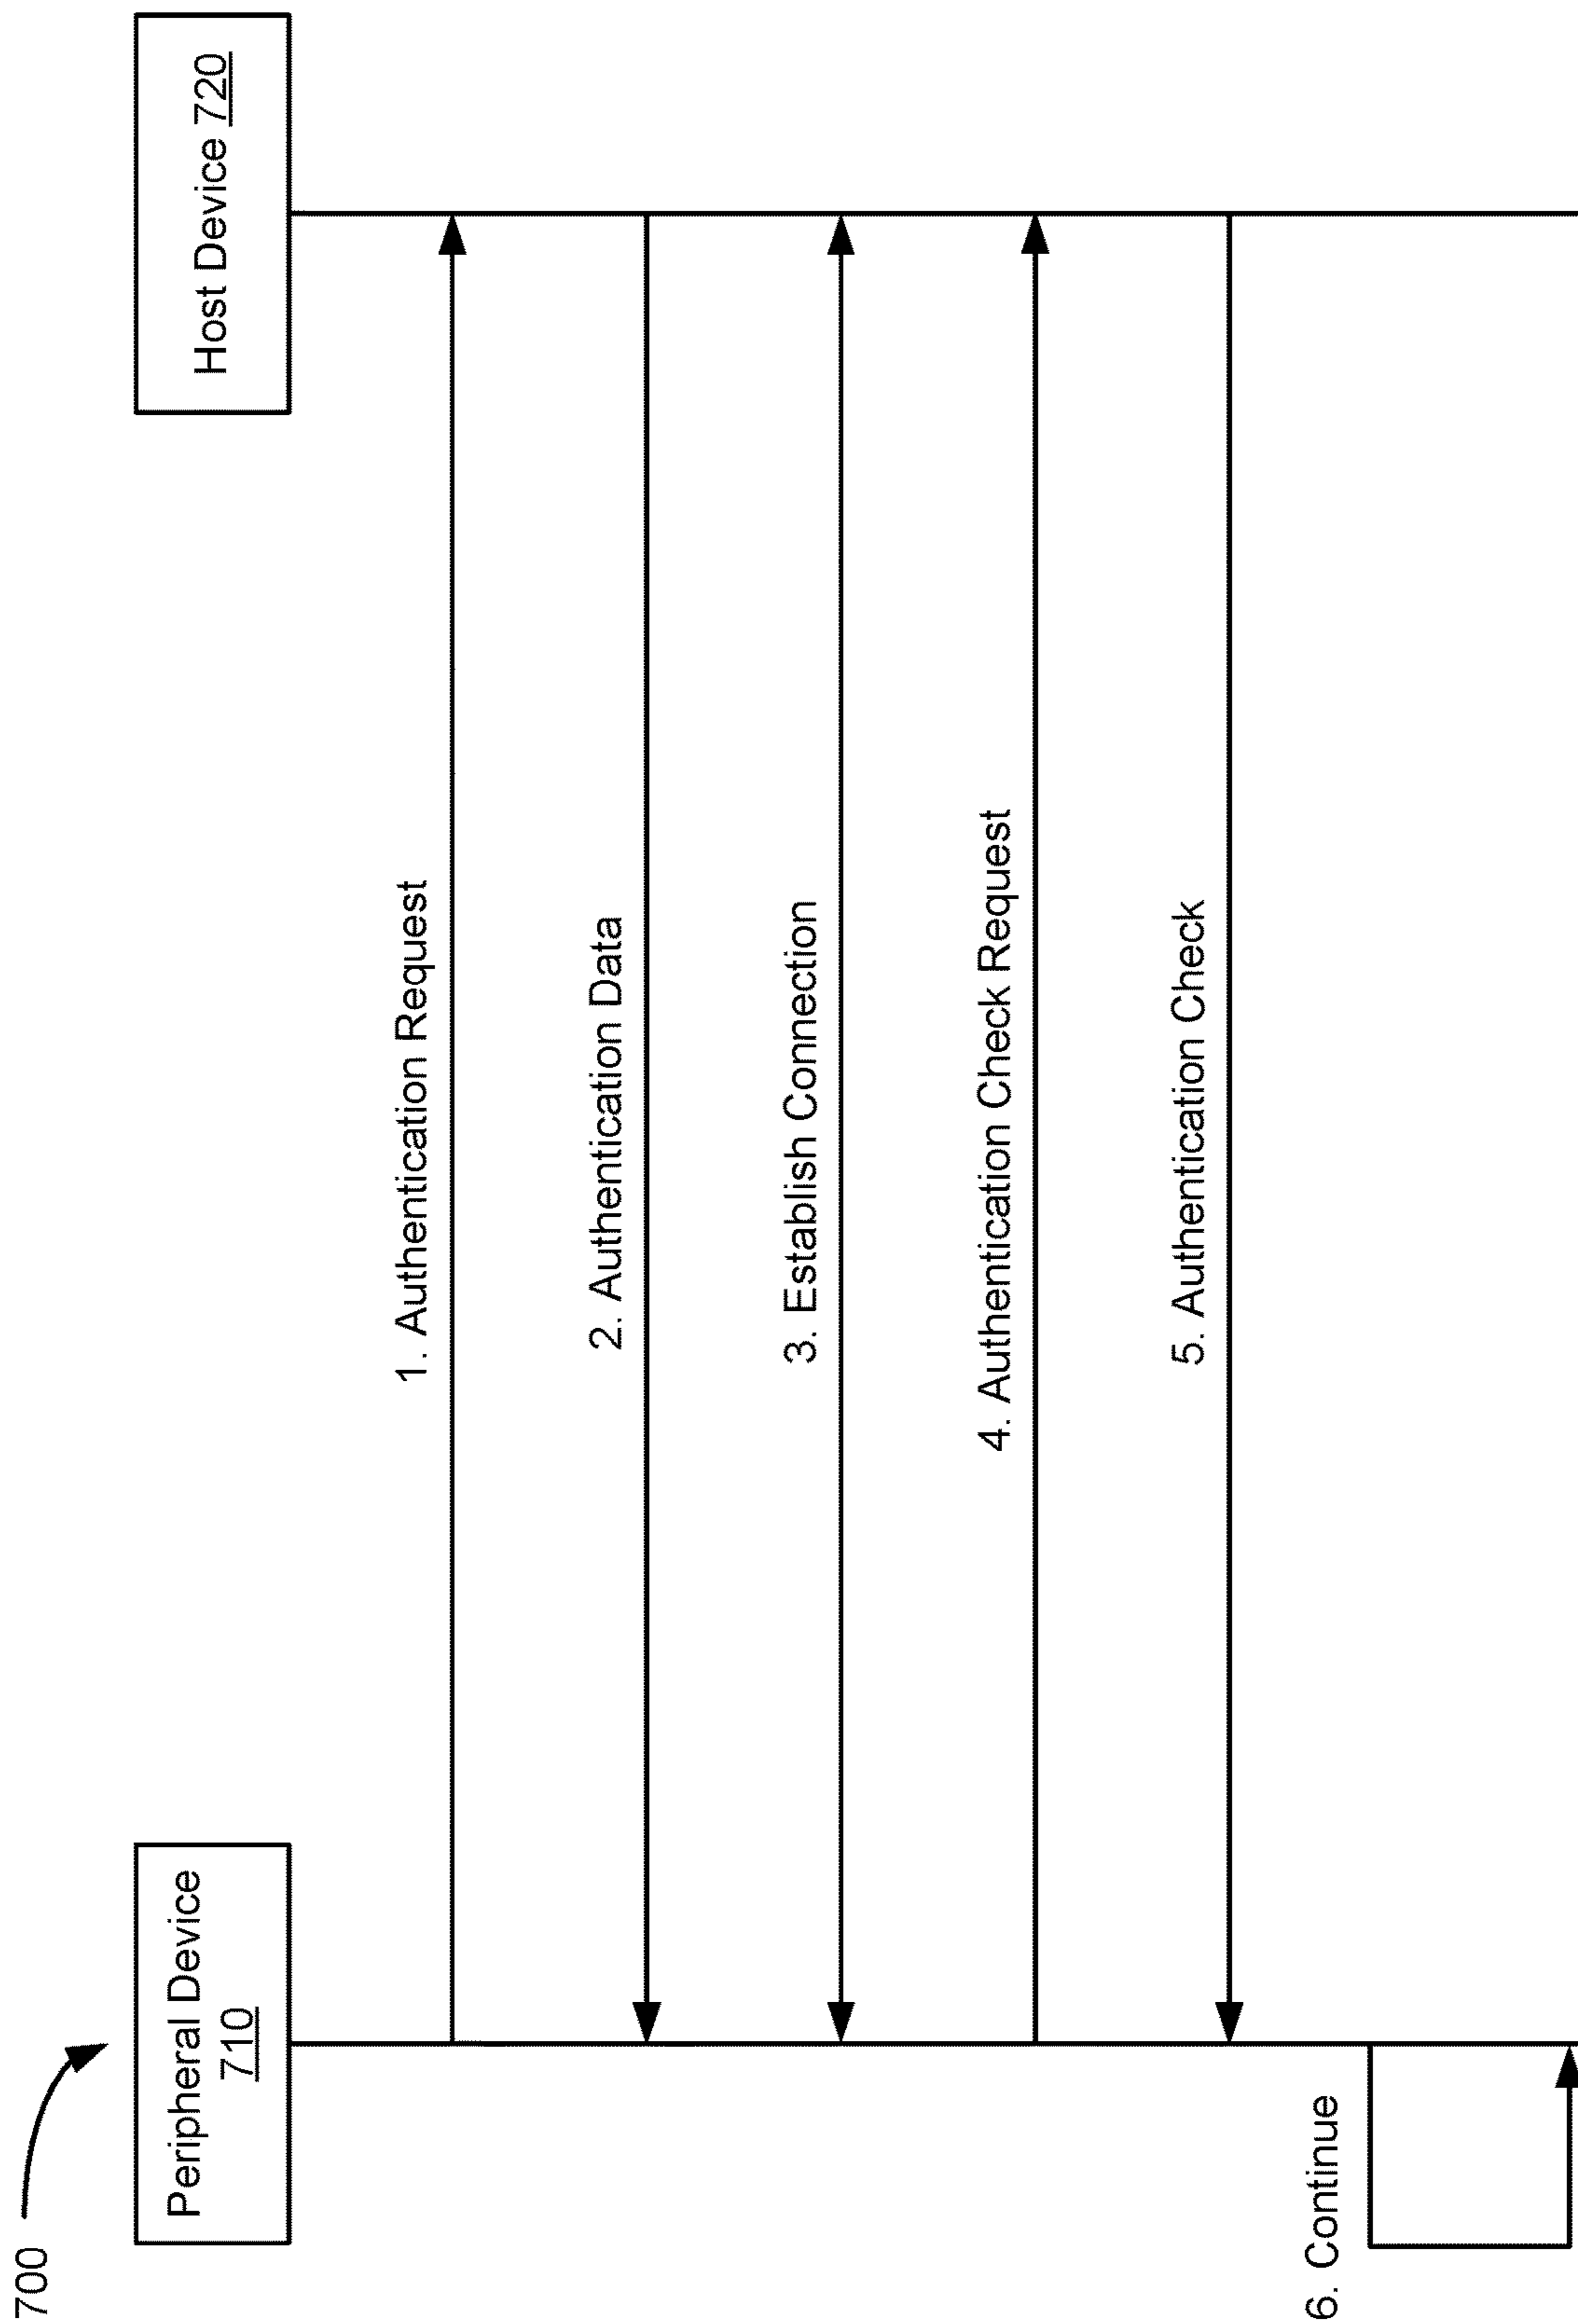 700
Peripheral Device
710
Host Device 720
1. Authentication Request
2. Authentication Data
3. Establish Connection
4. Authentication Check Request
5. Authentication Check
6. Continue